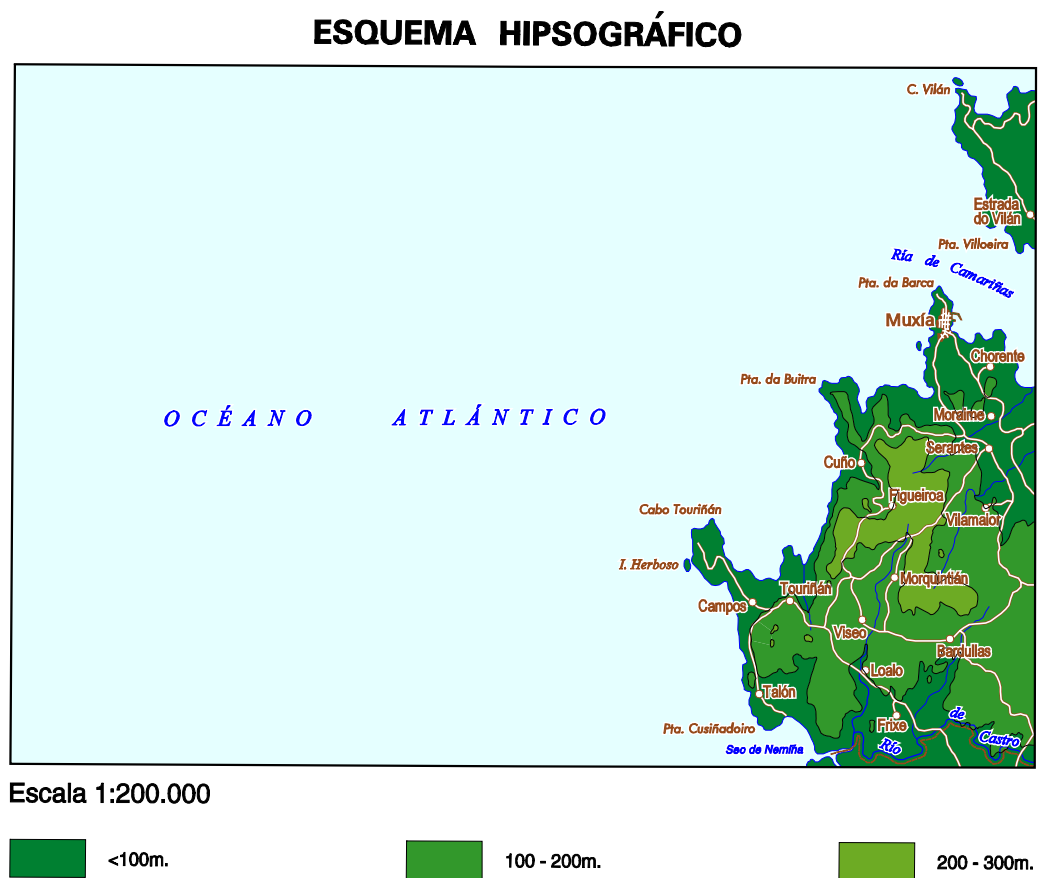 ESQUEMA HIPSOGRÁFICO
C. Vilán
Estrada
do Vilán
Pta. Villoeira
Ría de Camariñas
Pta. da Barca
Muxía
Chorente
Pta. da Buitra
Moraime
OCÉANO ATLÁNTICO
Serantes
Cuño
Figueiroa
Cabo Touriñán
Vilamaior
I. Herboso
Morquintián
Touriñán
Campos
Viseo
Bardullas
Loalo
Talón
de
Pta. Cusiñadoiro
Frixe
Castro
Río
Seo de Nemiña
Escala 1:200.000
<100m.
100 - 200m.
200 - 300m.